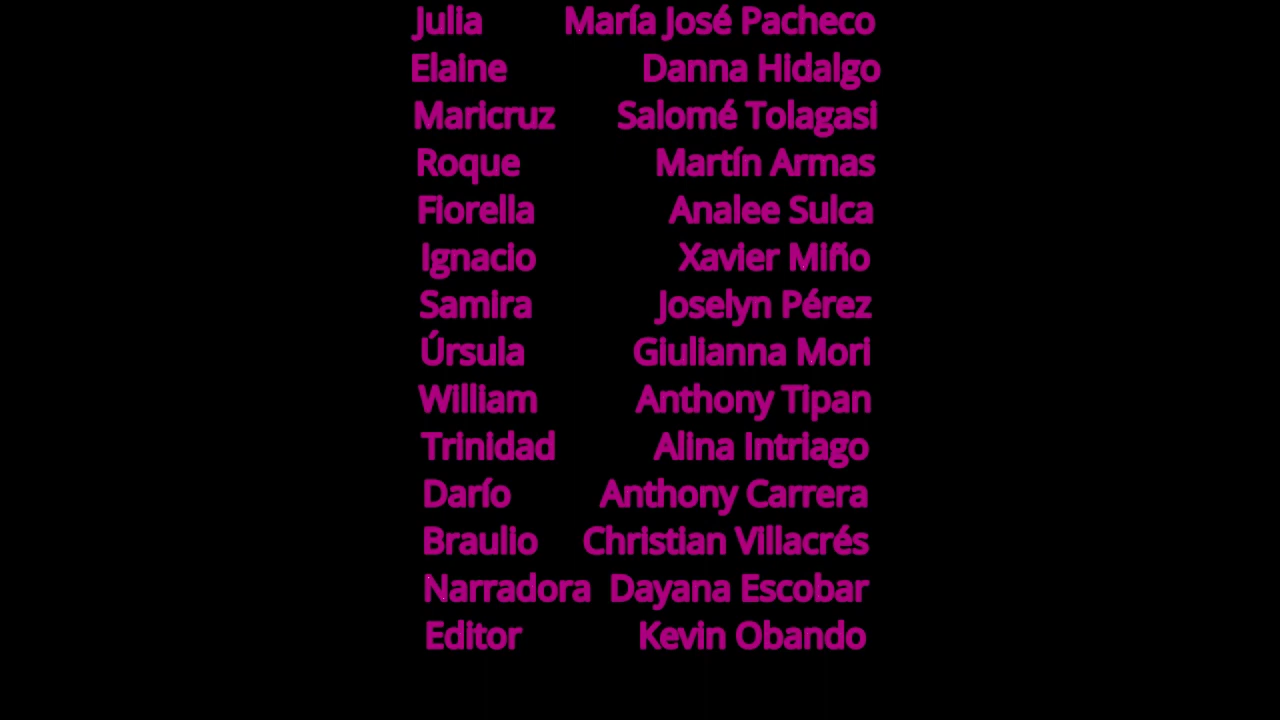 Julia María José Pacheco
Elaine Danna Hidalgo
Maricruz Salomé Tolagasi
Roque Martín Armas
Fiorella Analee Sulca
Ignacio Xavier Miño
Samira Joselyn Pérez
Úrsula Giulianna Mori
William Anthony Tipan
Trinidad Alina Intriago
Darío Anthony Carrera
Braulio Christian Villacrés
Narradora Dayana Escobar
Editor Kevin Obando